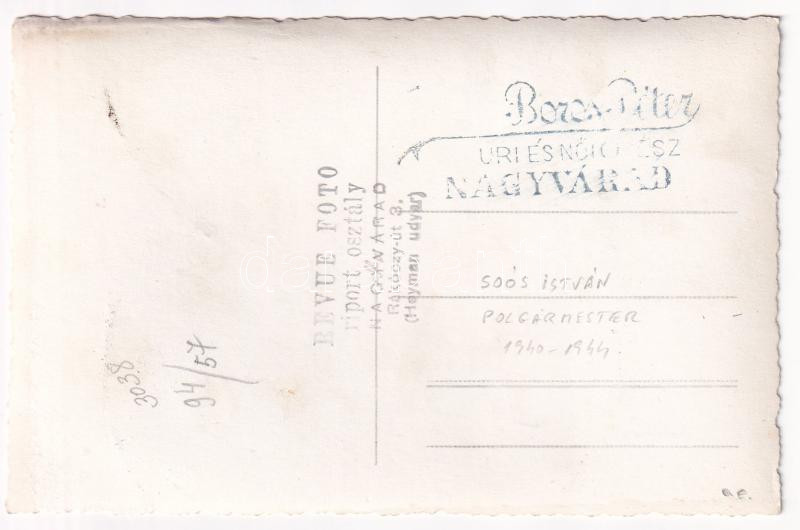 Boros Péter
URI ÉS NŐI
NAGYVÁRAD
REVUE FOTO
riport osztály
NAGYVÁRAD
Rákóczy-út 3.
(Heyman udvar)
SOÓS ISTVÁN
POLGÁRMESTER
1940-1944.
3038
94/57